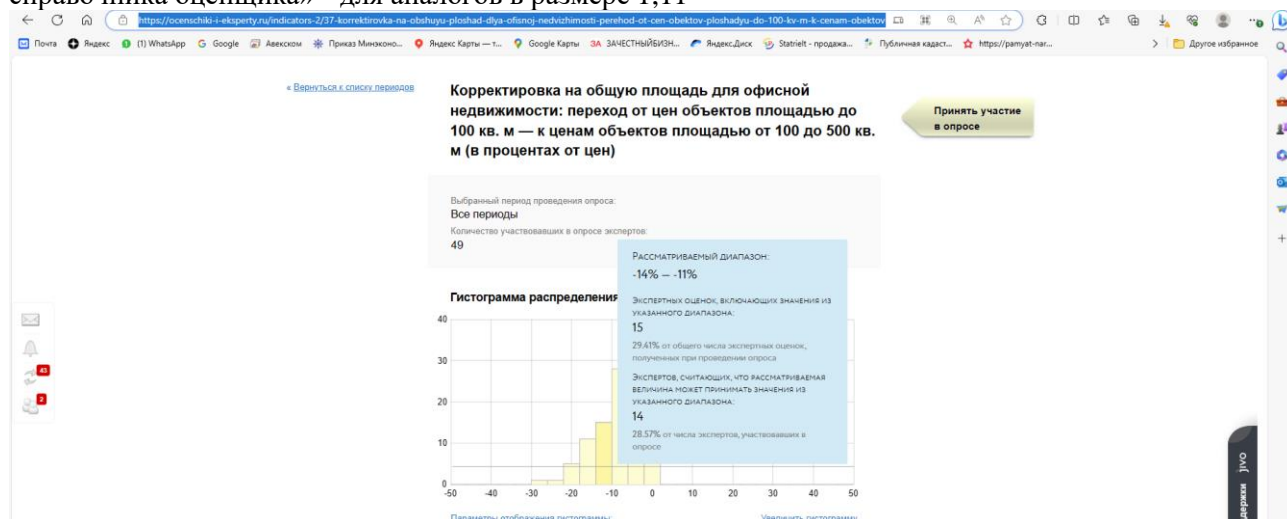 справочника оценщика» – для аналогов в размере 1,11
https://ocenschiki-i-eksperty.ru/indicators-2/37-korrektirovka-na-obshuyu-ploshad-dlya-ofisnoj-nedvizhimosti-perehod-ot-cen-obektov-ploshadyu-do-100-kv-m-k-cenam-obektov
Почта Яндекс (1) WhatsApp Google Авекском Приказ Минэконо... Яндекс Карты — т... Google Карты ЗА ЗАЧЕСТНЫЙБИЗН... Яндекс.Диск Statrielt - продажа... Публичная кадаст... https://pamyat-nar... Другое избранное
« Вернуться к списку периодов
Корректировка на общую площадь для офисной
недвижимости: переход от цен объектов площадью до
100 кв. м — к ценам объектов площадью от 100 до 500 кв.
м (в процентах от цен)
Принять участие
в опросе
Выбранный период проведения опроса:
Все периоды
Количество участвовавших в опросе экспертов:
49
Рассматриваемый диапазон:
-14% – -11%
Экспертных оценок, включающих значения из
указанного диапазона:
15
29.41% от общего числа экспертных оценок,
полученных при проведении опроса
Экспертов, считающих, что рассматриваемая
величина может принимать значения из
указанного диапазона:
14
28.57% от числа экспертов, участвовавших в
опросе
Гистограмма распределения
40
30
20
10
0
-50 -40 -30 -20 -10 0 10 20 30 40 50
Параметры отображения гистограммы: Увеличить гистограмму
43
2
держки jivo